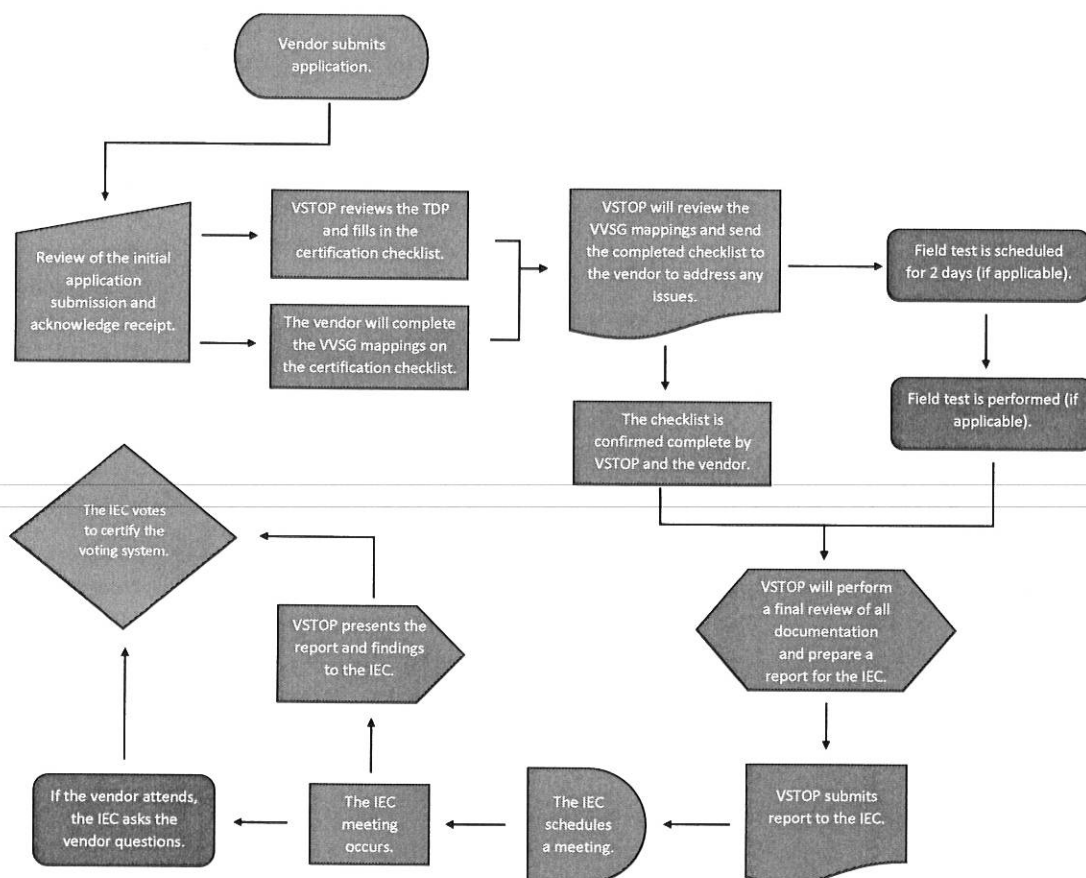 Vendor submits
application.
Review of the initial
application
submission and
acknowledge receipt.
VSTOP reviews the TDP
and fills in the
certification checklist.
The vendor will complete
the VVSG mappings on
the certification checklist.
VSTOP will review the
VVSG mappings and send
the completed checklist to
the vendor to address any
issues.
Field test is scheduled
for 2 days (if applicable).
Field test is performed (if
applicable).
The checklist is
confirmed complete by
VSTOP and the vendor.
VSTOP will perform
a final review of all
documentation
and prepare a
report for the IEC.
VSTOP submits
report to the IEC.
The IEC
schedules
a meeting.
The IEC
meeting
occurs.
VSTOP presents the
report and findings
to the IEC.
If the vendor attends,
the IEC asks the
vendor questions.
The IEC votes
to certify the
voting system.